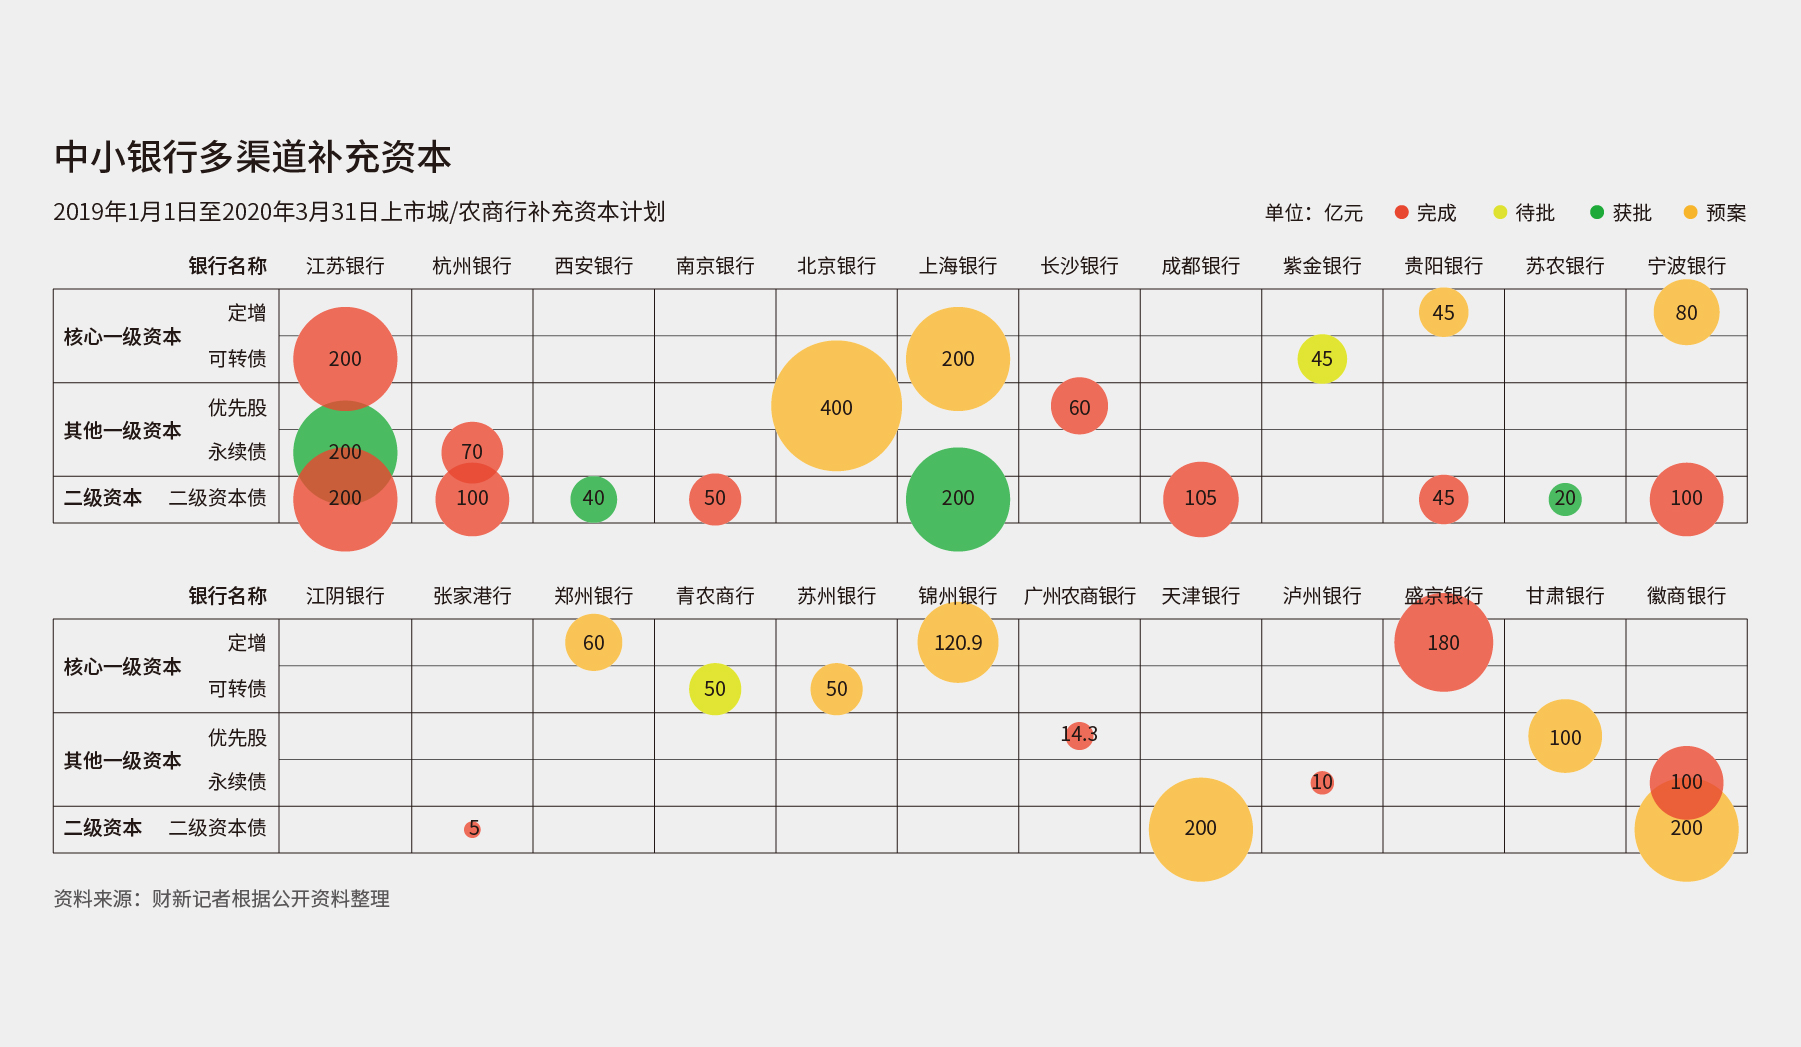 中小银行多渠道补充资本
2019年1月1日至2020年3月31日上市城/农商行补充资本计划
单位：亿元 完成 待批 获批 预案
银行名称 江苏银行 杭州银行 西安银行 南京银行 北京银行 上海银行 长沙银行 成都银行 紫金银行 贵阳银行 苏农银行 宁波银行
定增 45 80
核心一级资本
可转债 200 200 45
优先股 400 60
其他一级资本
永续债 200 70
二级资本 二级资本债 200 100 40 50 200 105 45 20 100
银行名称 江阴银行 张家港行 郑州银行 青农商行 苏州银行 锦州银行 广州农商银行 天津银行 泸州银行 盛京银行 甘肃银行 徽商银行
定增 60 120.9 180
核心一级资本
可转债 50 50
优先股 14.3 100
其他一级资本
永续债 10 100
二级资本 二级资本债 5 200 200
资料来源：财新记者根据公开资料整理